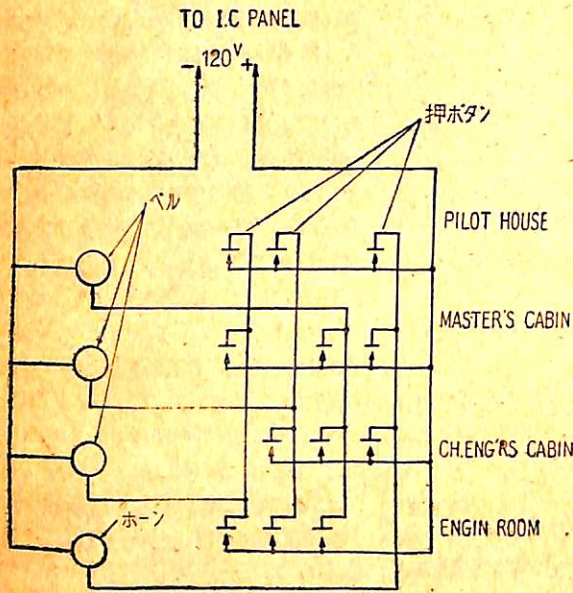 TO I.C PANEL
- 120V +
押ボタン
ベル
PILOT HOUSE
MASTER'S CABIN
CH.ENG'RS CABIN
ホーン
ENGIN ROOM